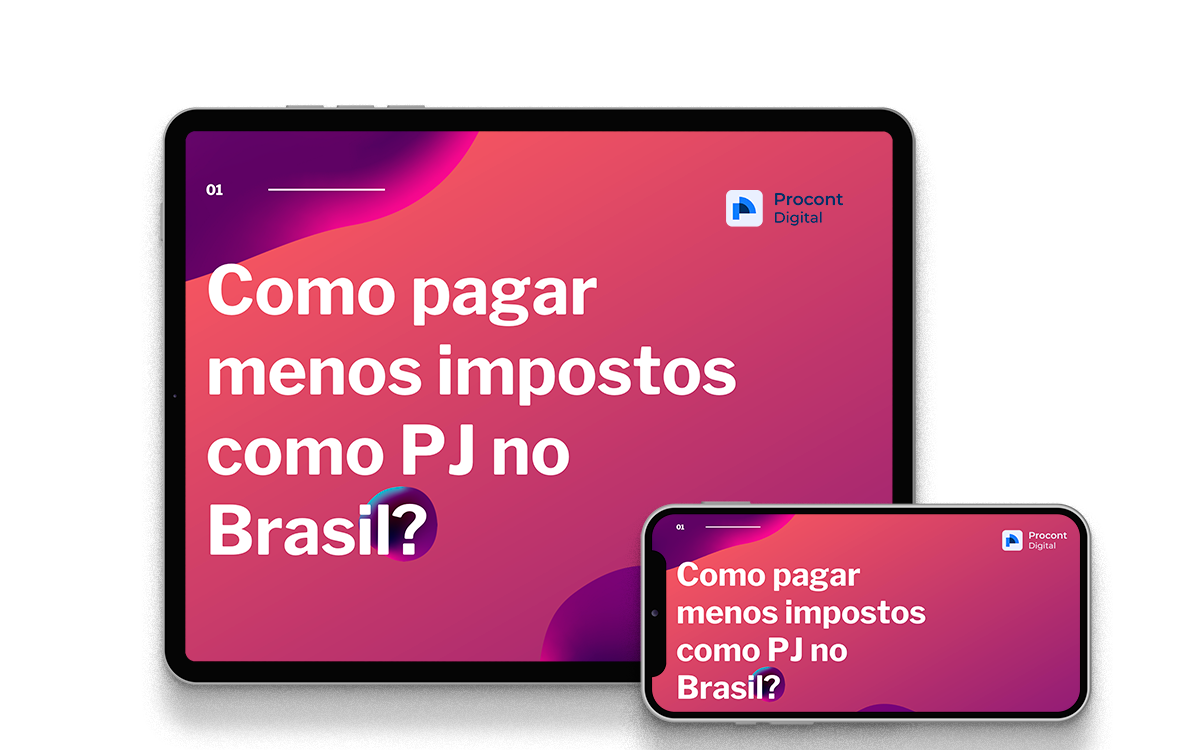 01
Procont
Digital
Como pagar
menos impostos
como PJ no
Brasil?
01
Procont
Digital
Como pagar
menos impostos
como PJ no
Brasil?